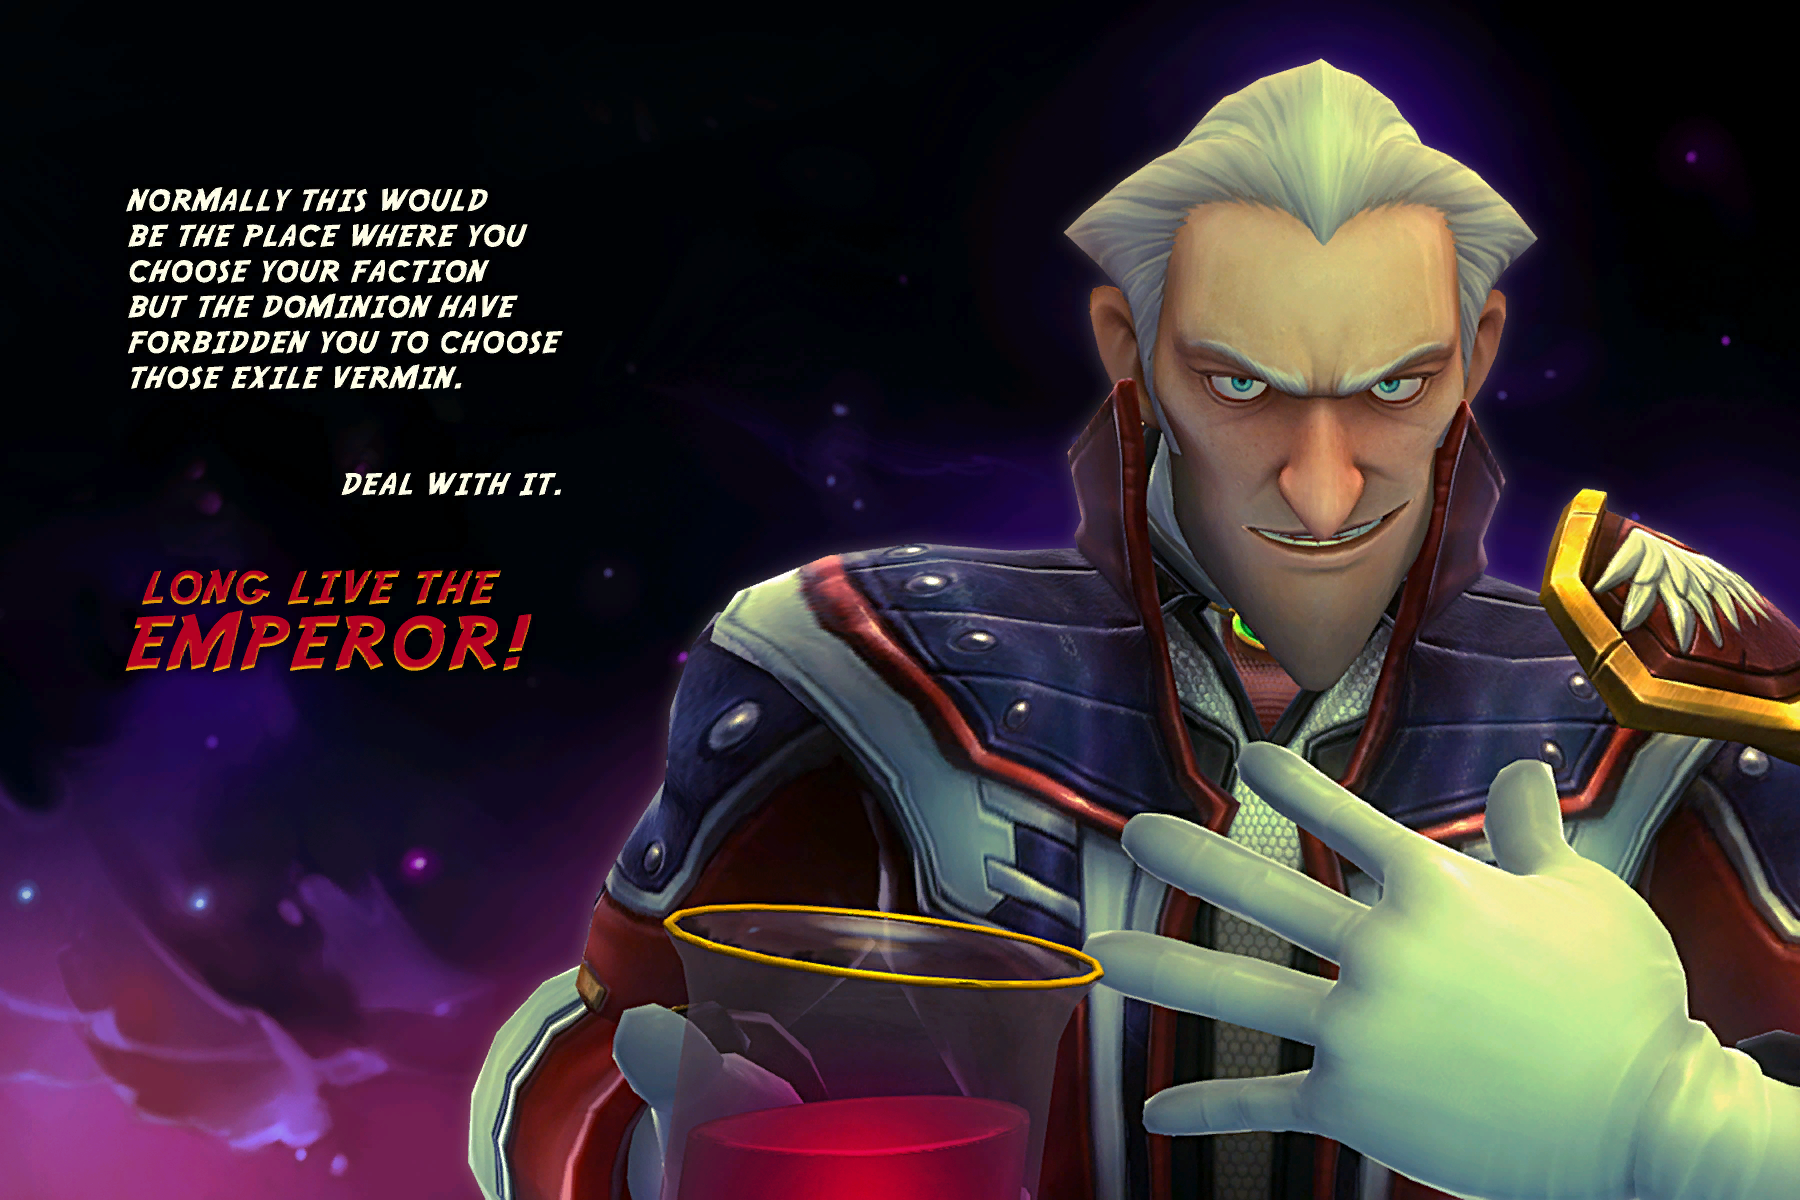 NORMALLY THIS WOULD
BE THE PLACE WHERE YOU
CHOOSE YOUR FACTION
BUT THE DOMINION HAVE
FORBIDDEN YOU TO CHOOSE
THOSE EXILE VERMIN.
DEAL WITH IT.
LONG LIVE THE
EMPEROR!